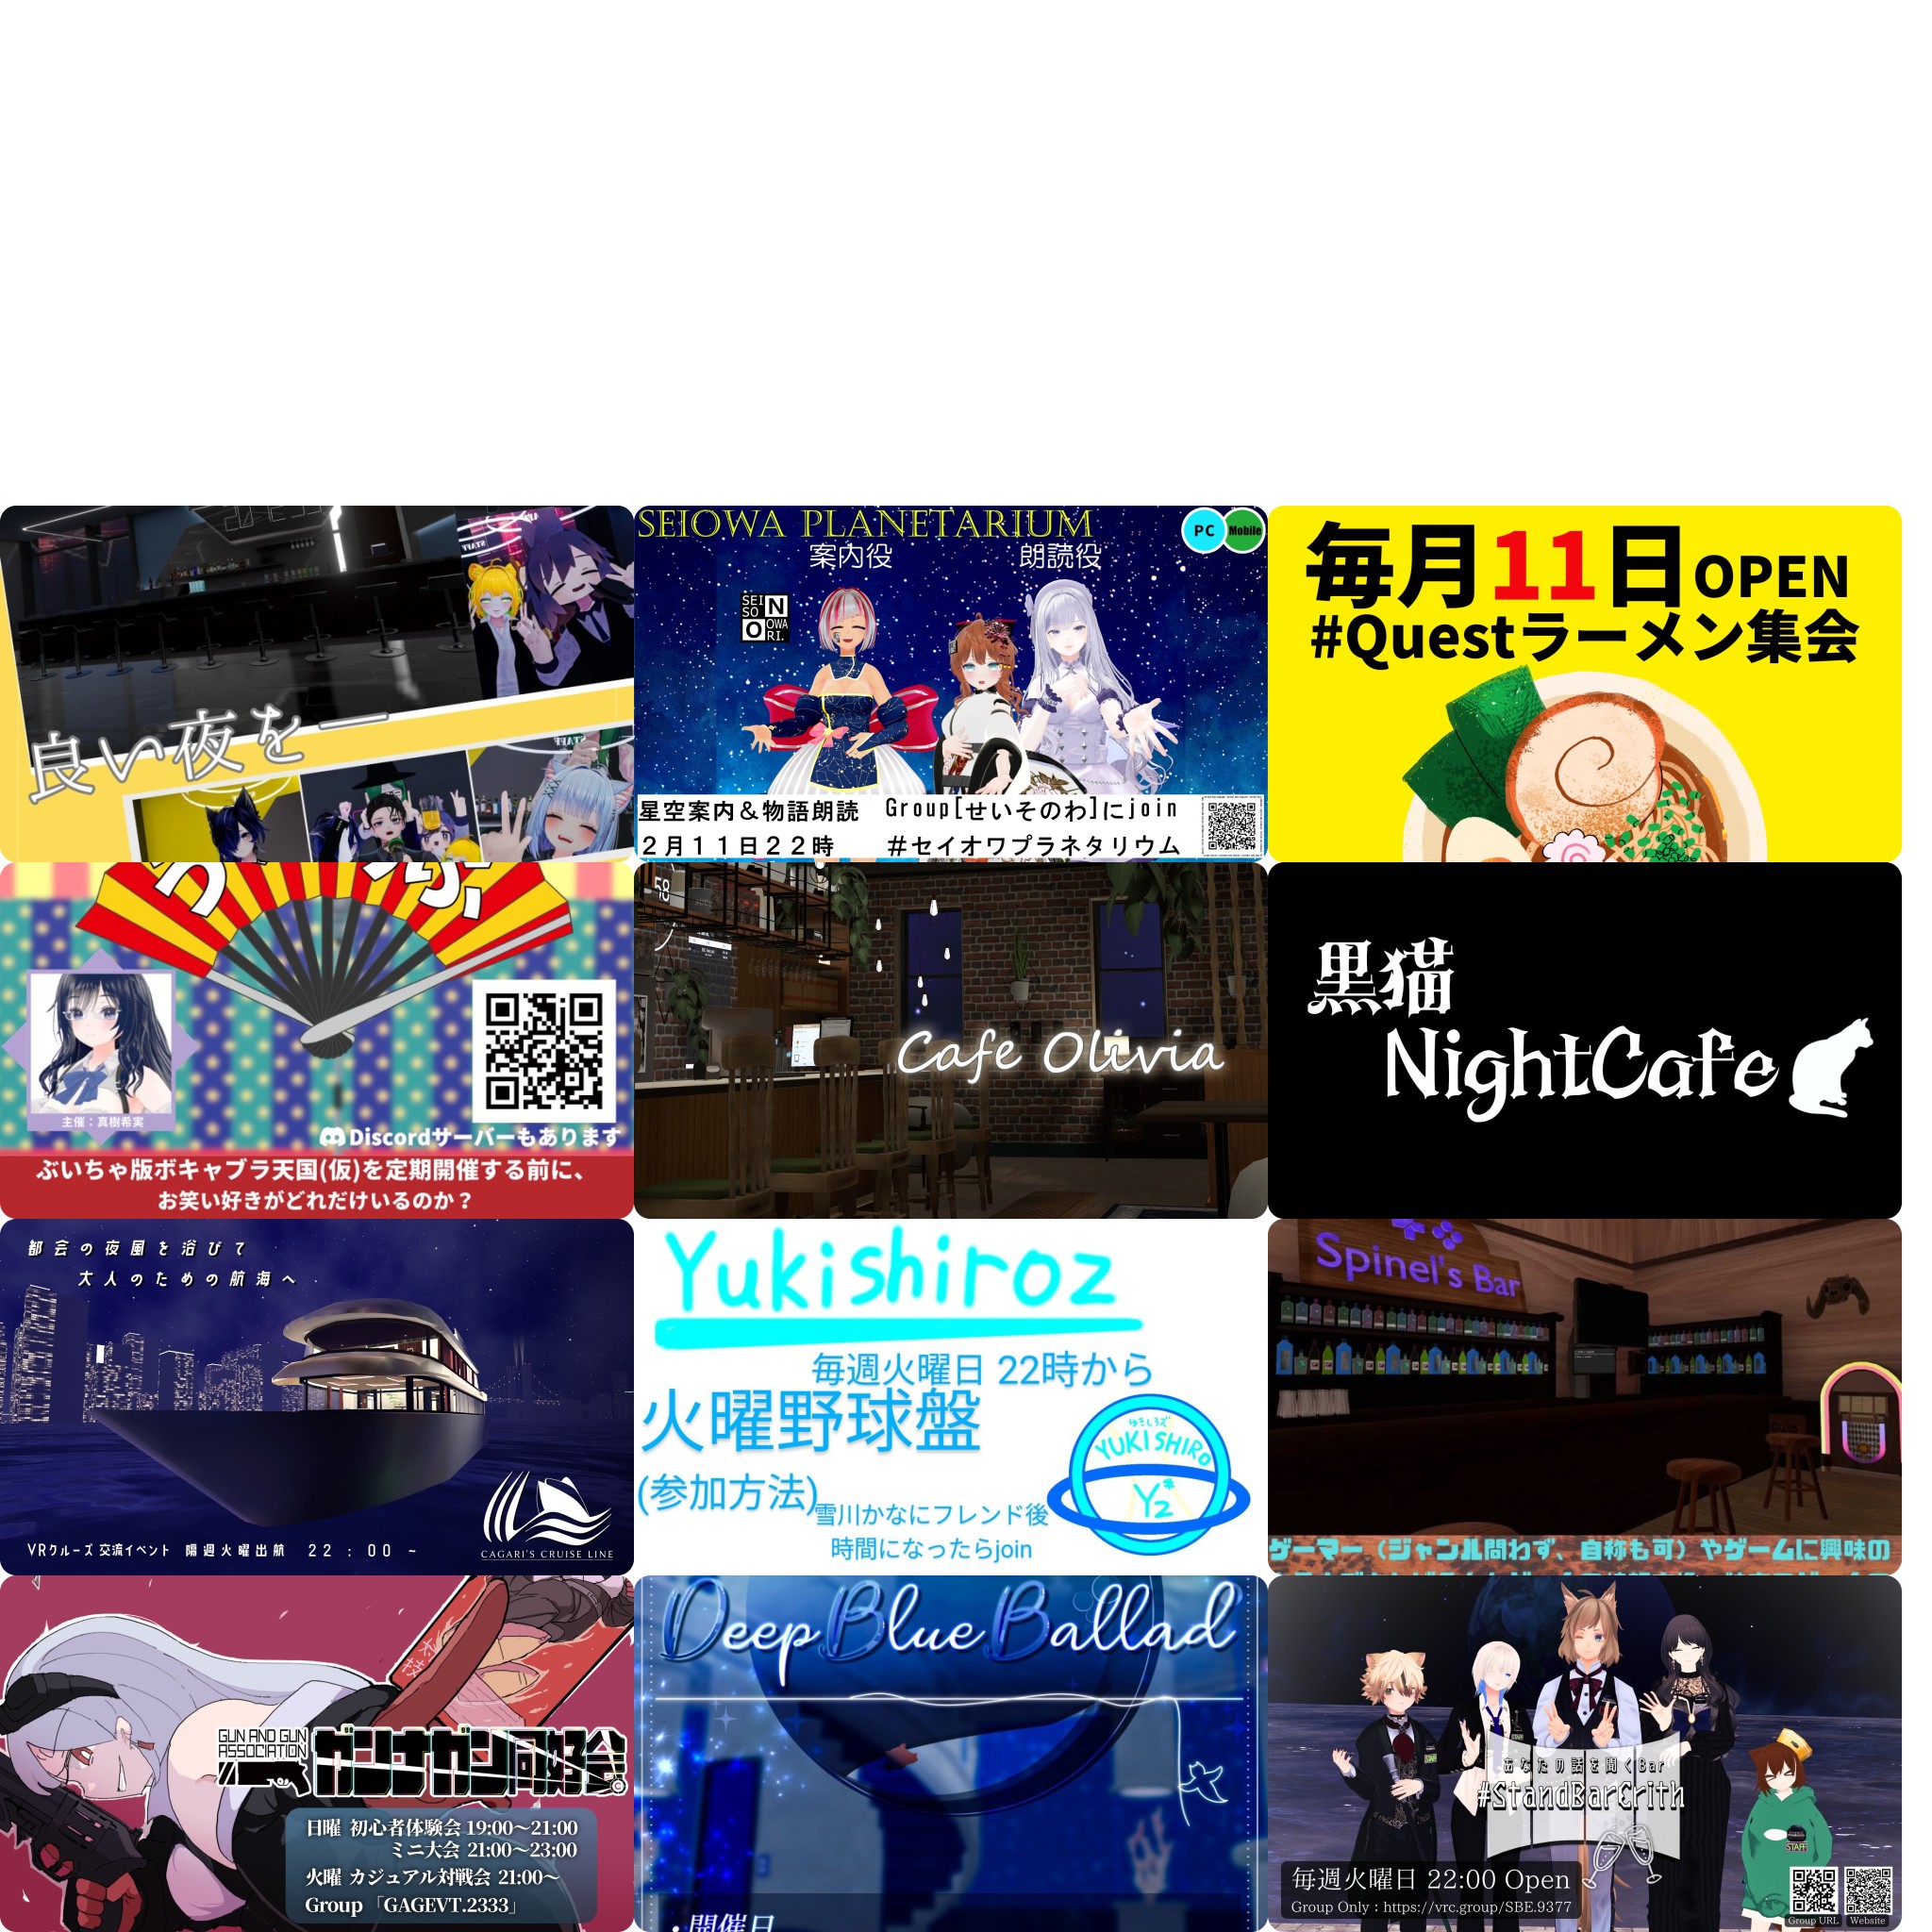 良い夜を―
SEIOWA PLANETARIUM
PC
Mobile
案内役
朗読役
SEI N
SO OWA
O RI.
星空案内&物語朗読 Group[せいそのわ]にjoin
2月11日22時 #セイオワプラネタリウム
毎月11日OPEN
#Questラーメン集会
主催:真樹希実
Discordサーバーもあります
ぶいちゃ版ボキャブラ天国(仮)を定期開催する前に、
お笑い好きがどれだけいるのか?
Cafe Olivia
黒猫
NightCafe
都会の夜風を浴びて
大人のための航海へ
VRクルーズ交流イベント 隔週火曜出航 22:00 ~
CAGARI'S CRUISE LINE
Yukishiroz
毎週火曜日 22時から
火曜野球盤
(参加方法)
雪川かなにフレンド後
時間になったらjoin
ゆきしろズ
YUKISHIRO
Yz
Spinel's Bar
ゲーマー(ジャンル問わず、自称も可)やゲームに興味の
GUN AND GUN
ASSOCIATION
ガンナガン同好会
日曜 初心者体験会 19:00~21:00
ミニ大会 21:00~23:00
火曜 カジュアル対戦会 21:00~
Group「GAGEVT.2333」
Deep Blue Ballad
・開催日
あなたの話を聞くBar
#StandBarCrith
STAFF
毎週火曜日 22:00 Open
Group Only : https://vrc.group/SBE.9377
Group URL
Website